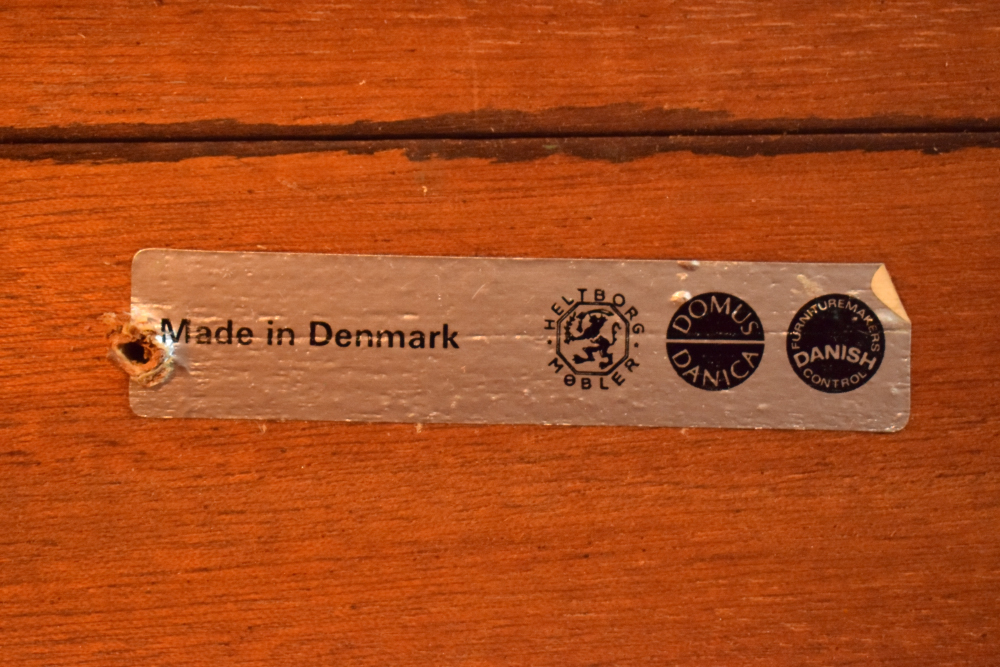 Made in Denmark
HELTBORG
MØBLER
DOMUS
DANICA
FURNITUREMAKERS
DANISH
CONTROL